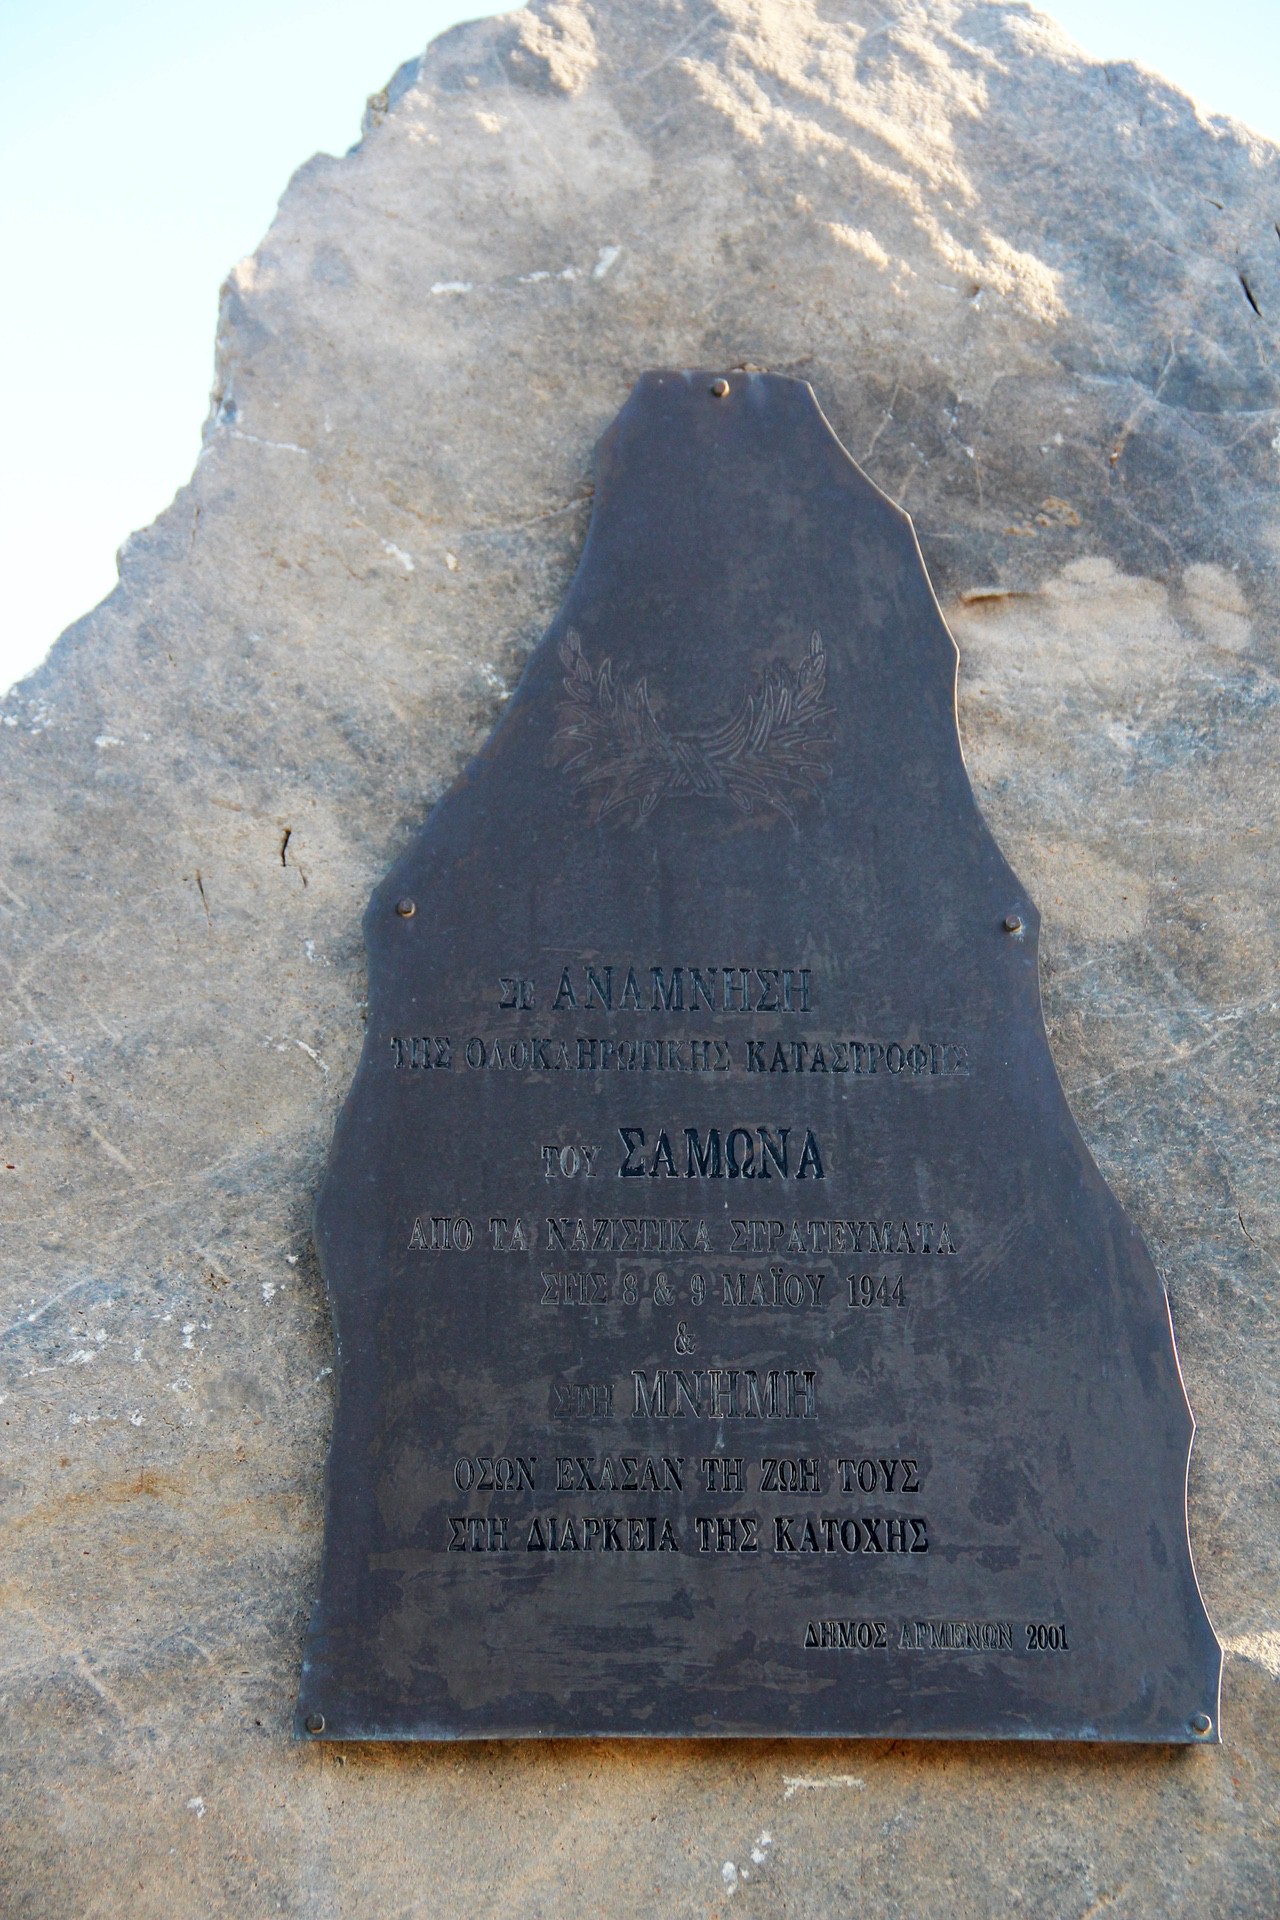 ΣΕ ΑΝΑΜΝΗΣΗ
ΤΗΣ ΟΛΟΚΛΗΡΩΤΙΚΗΣ ΚΑΤΑΣΤΡΟΦΗΣ
ΤΟΥ ΣΑΜΩΝΑ
ΑΠΟ ΤΑ ΝΑΖΙΣΤΙΚΑ ΣΤΡΑΤΕΥΜΑΤΑ
ΣΤΙΣ 8 & 9 ΜΑΪΟΥ 1944
&
ΣΤΗ ΜΝΗΜΗ
ΟΣΩΝ ΕΧΑΣΑΝ ΤΗ ΖΩΗ ΤΟΥΣ
ΣΤΗ ΔΙΑΡΚΕΙΑ ΤΗΣ ΚΑΤΟΧΗΣ
ΔΗΜΟΣ ΑΡΜΕΝΩΝ 2001